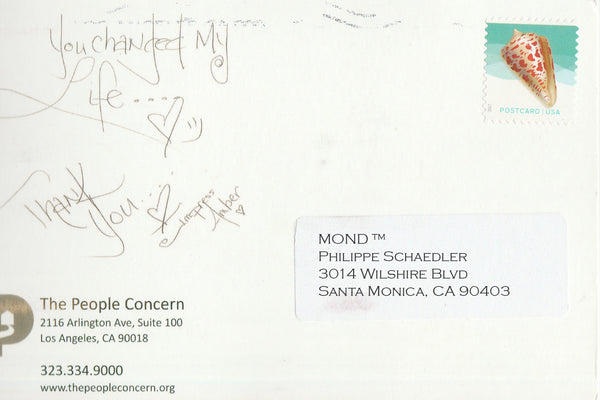 You changed My
Life....
Thank
You....
Amber
POSTCARD | USA
MOND™
Philippe Schaedler
3014 Wilshire Blvd
Santa Monica, CA 90403
The People Concern
2116 Arlington Ave, Suite 100
Los Angeles, CA 90018
323.334.9000
www.thepeopleconcern.org